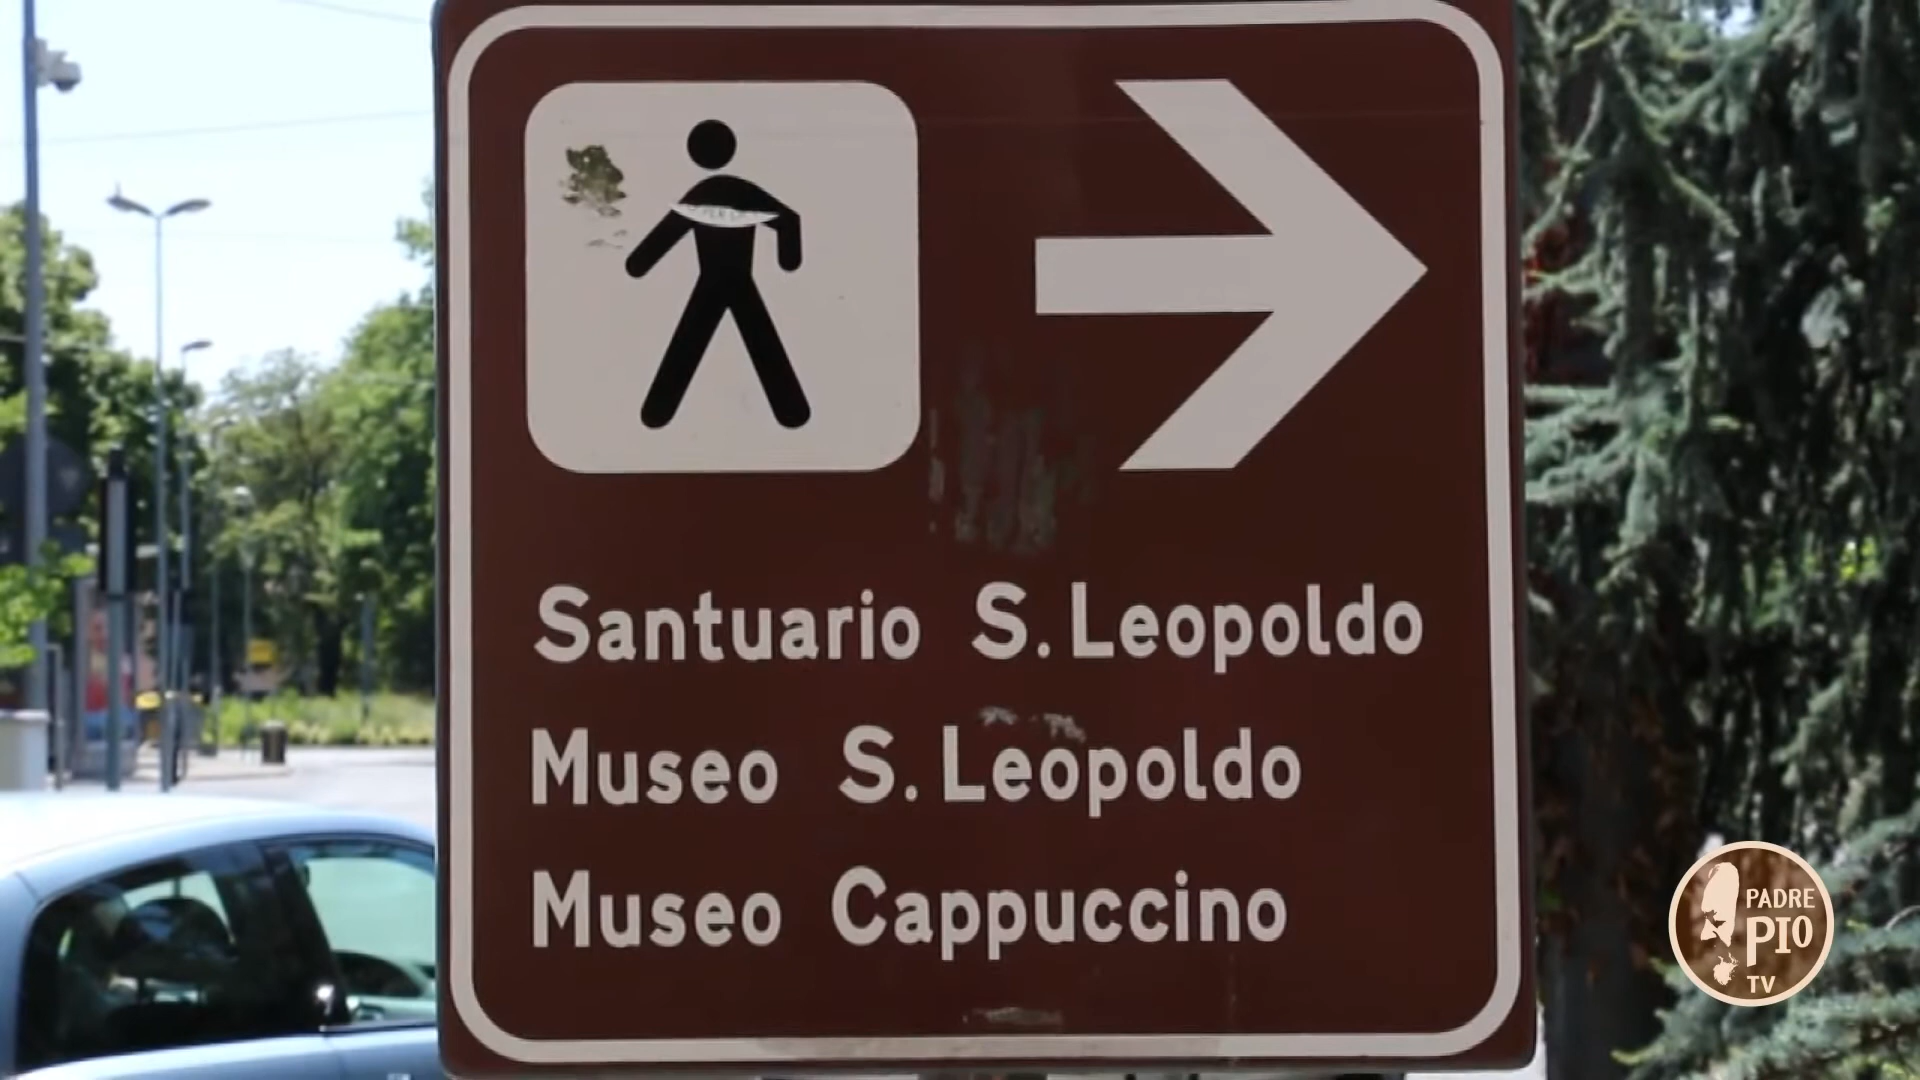 Santuario S. Leopoldo
Museo S. Leopoldo
Museo Cappuccino
PADRE
PIO
TV